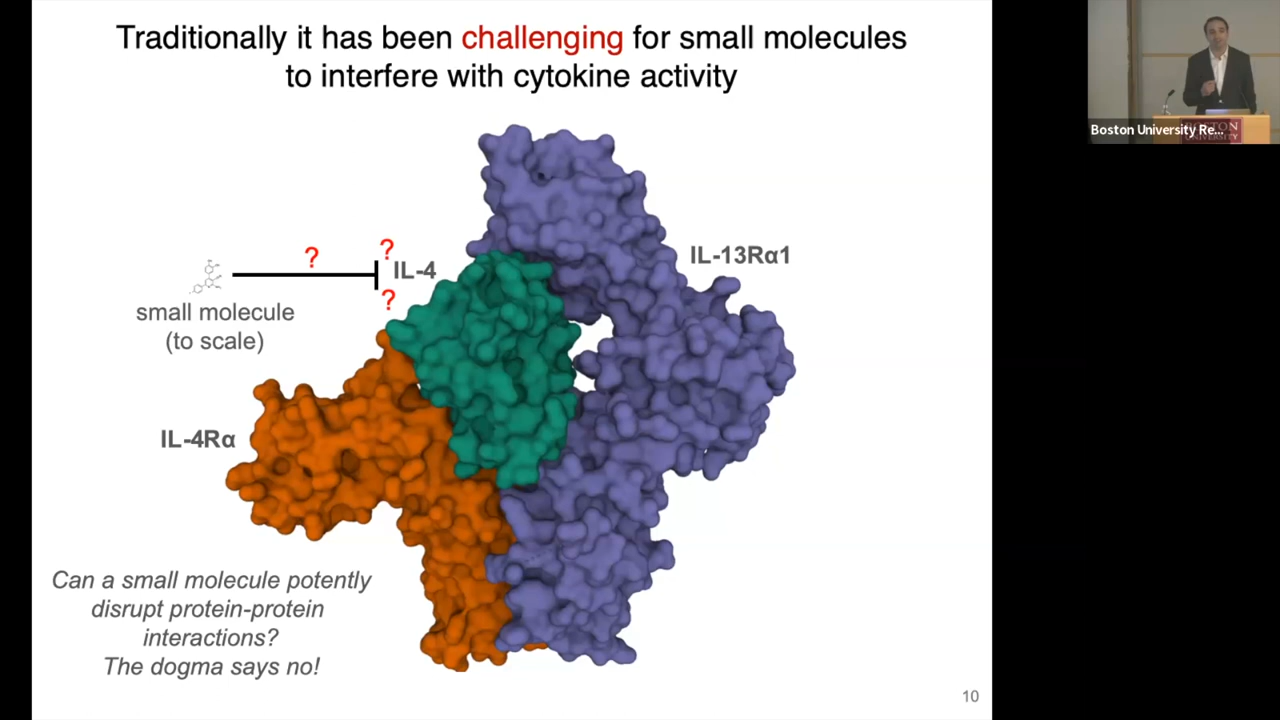 Traditionally it has been challenging for small molecules
to interfere with cytokine activity
IL-13Rα1
?
?
IL-4
?
small molecule
(to scale)
IL-4Rα
Can a small molecule potently
disrupt protein-protein
interactions?
The dogma says no!
10
Boston University Re...
BOSTON
UNIVERSITY